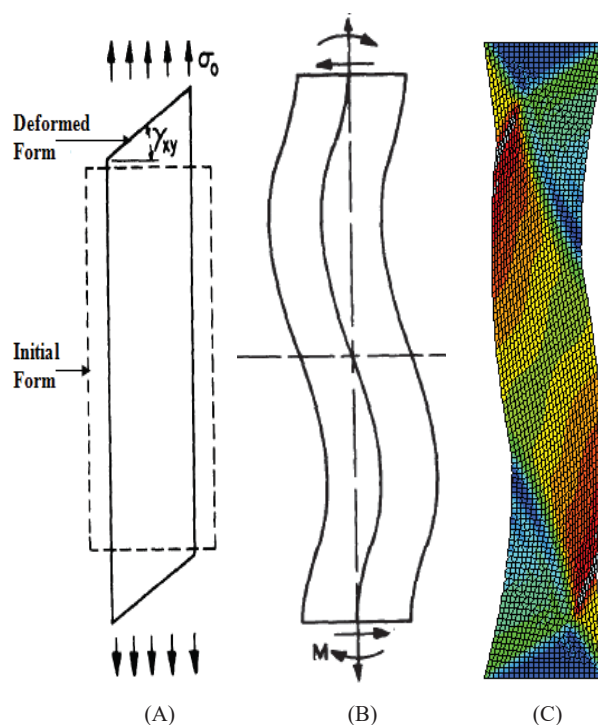 σ₀
Deformed
Form
γxy
Initial
Form
M
(A) (B) (C)